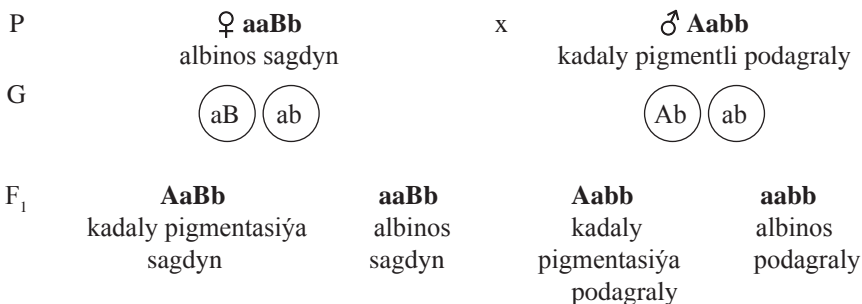 P ♀ aaBb x ♂ Aabb
albinos sagdyn kadaly pigmentli podagraly
G aB ab Ab ab
F1 AaBb aaBb Aabb aabb
kadaly pigmentasiýa albinos kadaly albinos
sagdyn sagdyn pigmentasiýa podagraly
podagraly